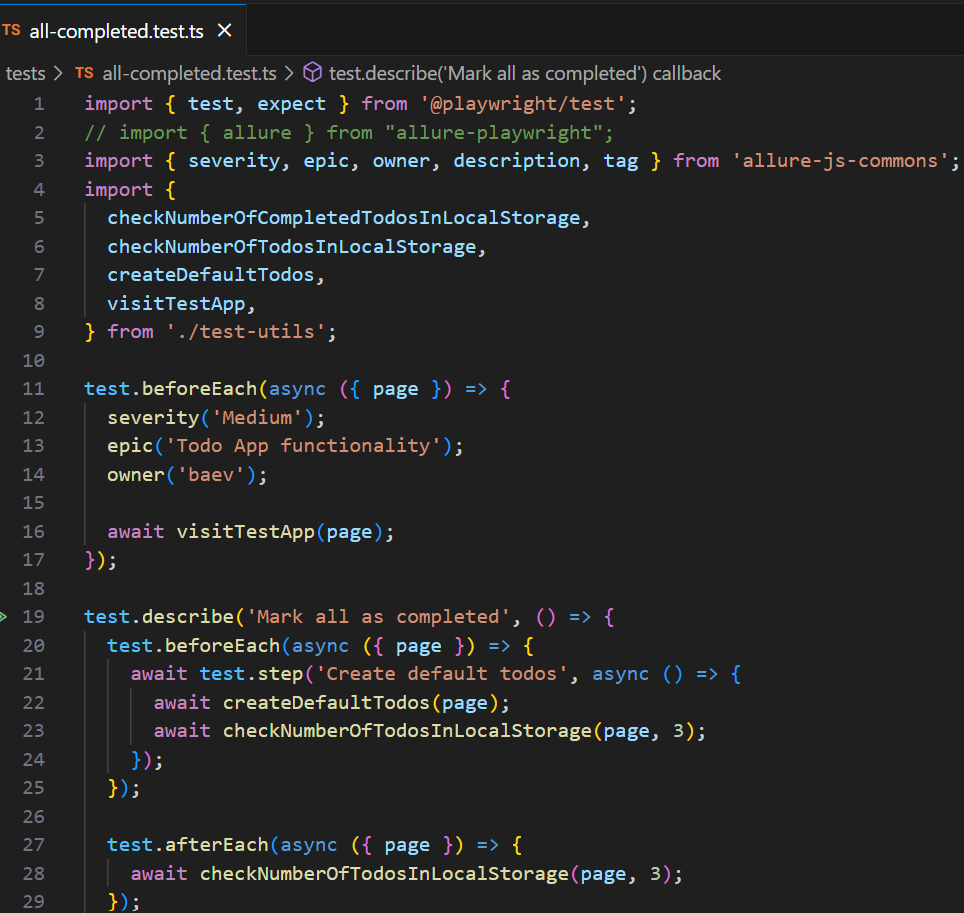 TS all-completed.test.ts ×
tests > TS all-completed.test.ts > test.describe('Mark all as completed') callback
1 import { test, expect } from '@playwright/test';
2 // import { allure } from "allure-playwright";
3 import { severity, epic, owner, description, tag } from 'allure-js-commons';
4 import {
5   checkNumberOfCompletedTodosInLocalStorage,
6   checkNumberOfTodosInLocalStorage,
7   createDefaultTodos,
8   visitTestApp,
9 } from './test-utils';
10
11 test.beforeEach(async ({ page }) => {
12   severity('Medium');
13   epic('Todo App functionality');
14   owner('baev');
15
16   await visitTestApp(page);
17 });
18
19 test.describe('Mark all as completed', () => {
20   test.beforeEach(async ({ page }) => {
21     await test.step('Create default todos', async () => {
22       await createDefaultTodos(page);
23       await checkNumberOfTodosInLocalStorage(page, 3);
24     });
25   });
26
27   test.afterEach(async ({ page }) => {
28     await checkNumberOfTodosInLocalStorage(page, 3);
29   });